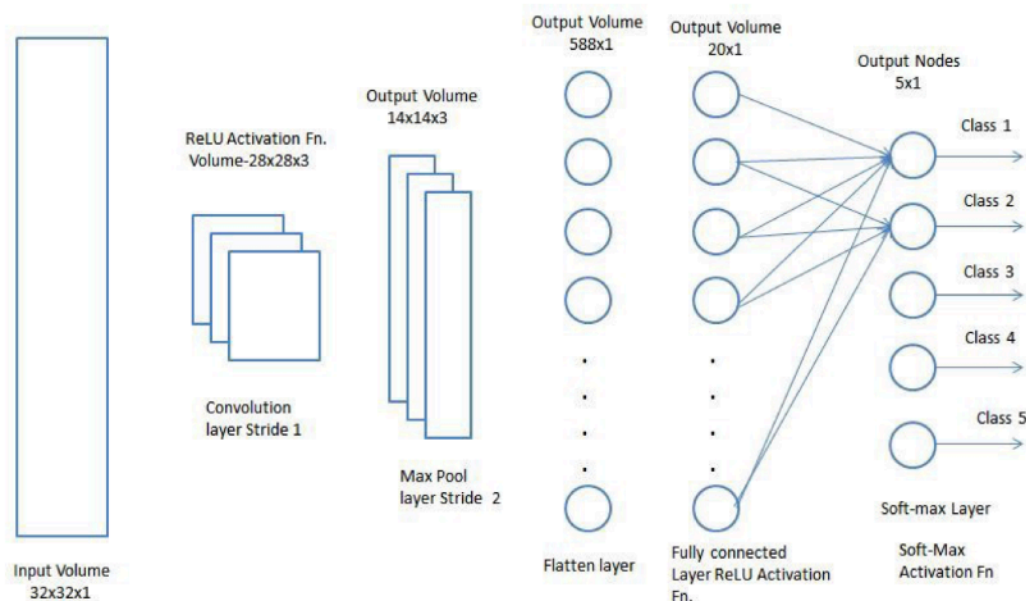 Output Volume
588x1
Output Volume
20x1
Output Nodes
5x1
Output Volume
14x14x3
ReLU Activation Fn.
Volume-28x28x3
Class 1
Class 2
Class 3
Class 4
Class 5
Convolution
layer Stride 1
Max Pool
layer Stride 2
Input Volume
32x32x1
Flatten layer
Fully connected
Layer ReLU Activation
Fn.
Soft-max Layer
Soft-Max
Activation Fn